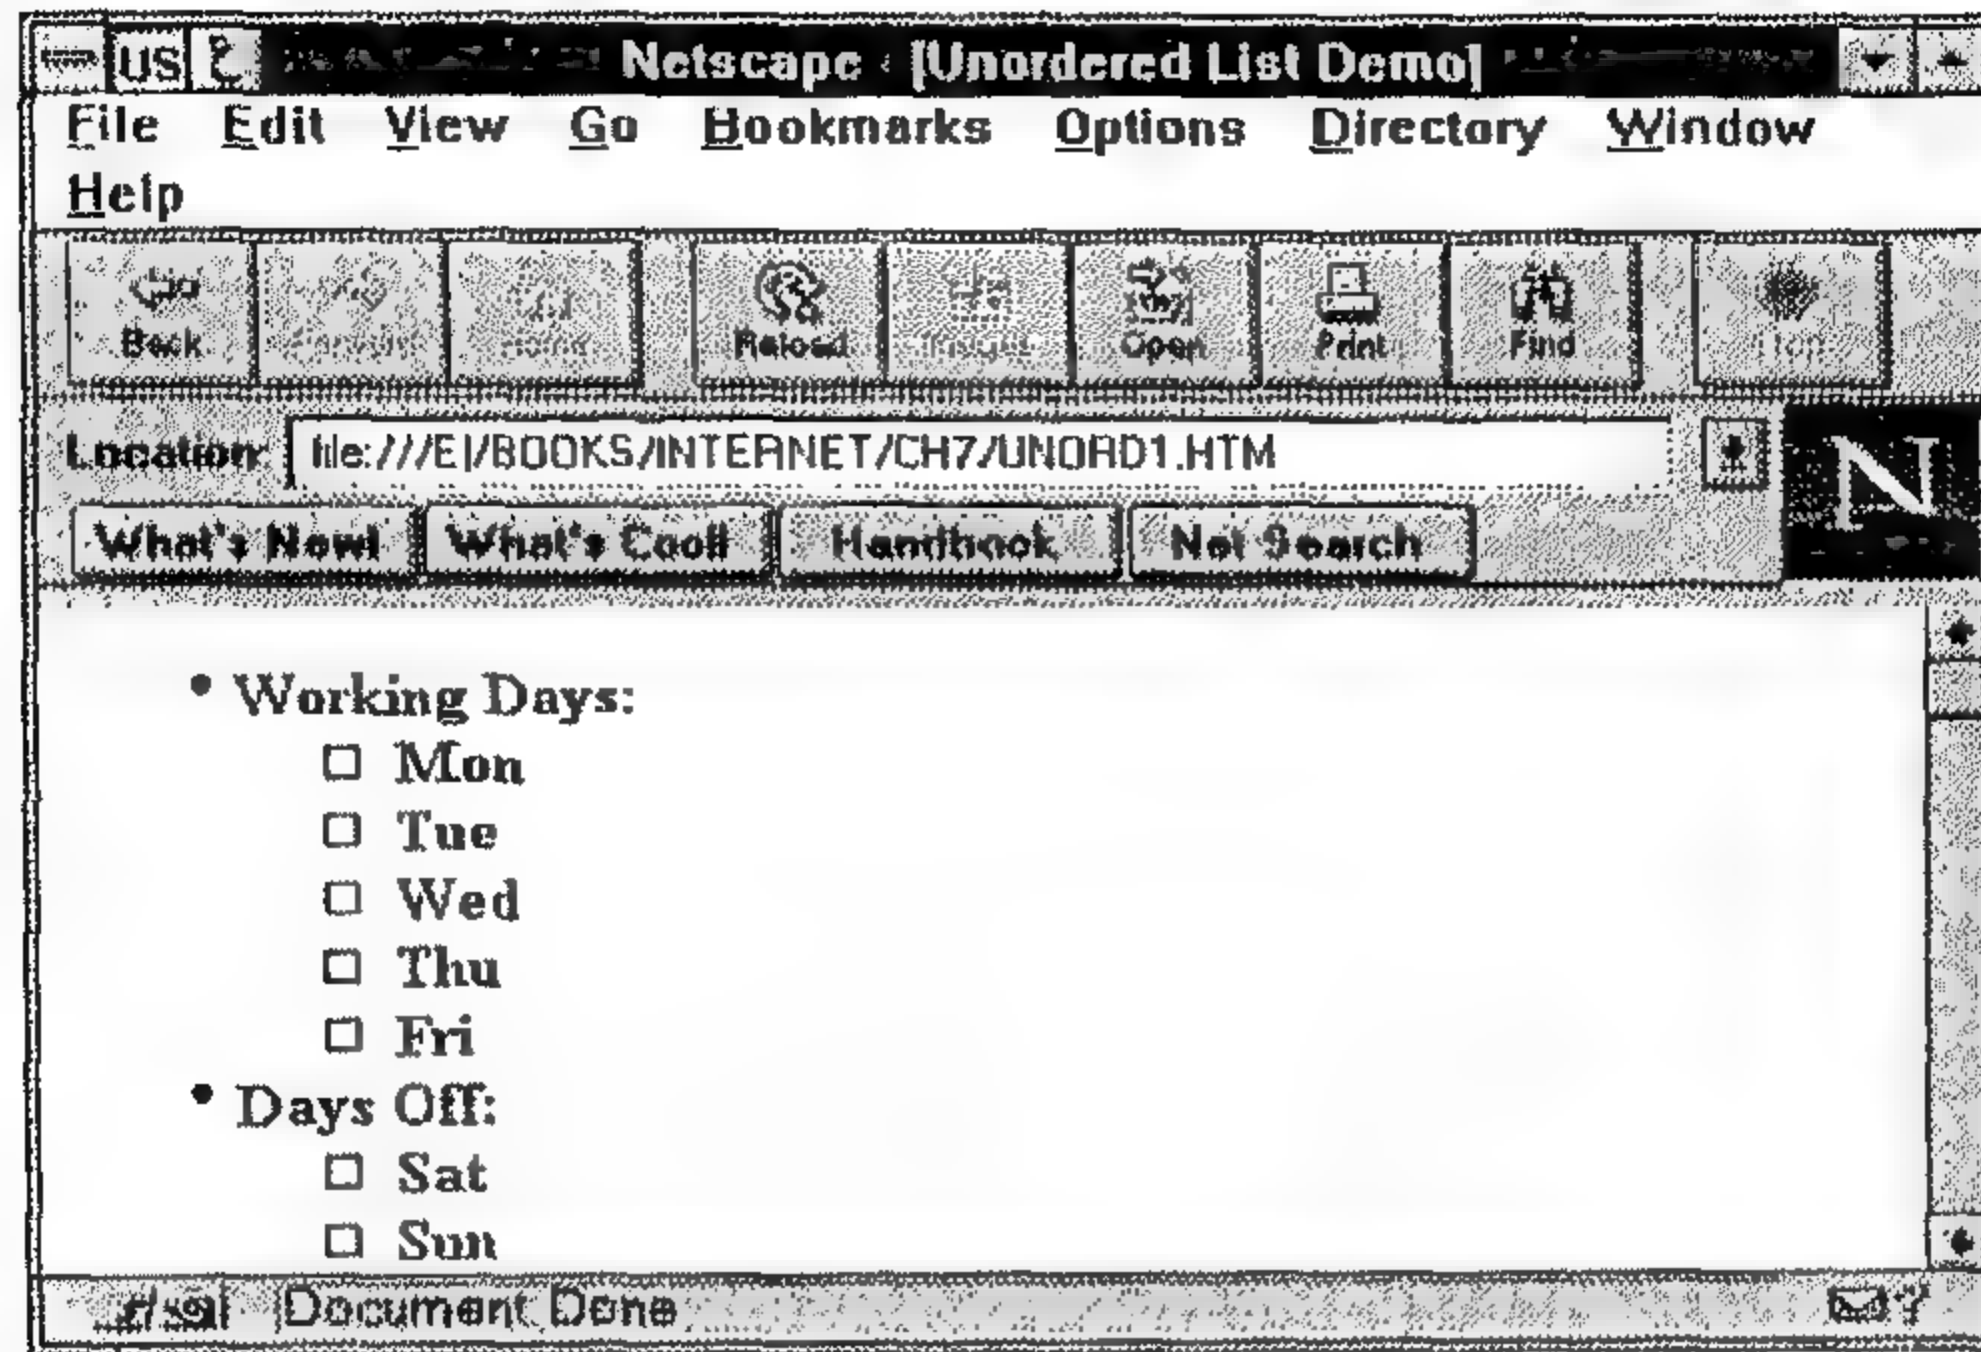 US Netscape - [Unordered List Demo]
File Edit View Go Bookmarks Options Directory Window
Help
Back Reload Open Print Find
Location: file:///E|/BOOKS/INTERNET/CH7/UNORD1.HTM
What's New! What's Cool! Handbook Net Search
N
• Working Days:
□ Mon
□ Tue
□ Wed
□ Thu
□ Fri
• Days Off:
□ Sat
□ Sun
Document Done